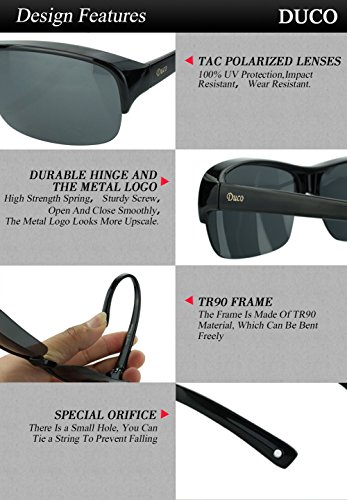 Design Features
DUCO
TAC POLARIZED LENSES
100% UV Protection,Impact
Resistant, Wear Resistant.
Duco
DURABLE HINGE AND
THE METAL LOGO
High Strength Spring, Sturdy Screw,
Open And Close Smoothly,
The Metal Logo Looks More Upscale.
Duco
TR90 FRAME
The Frame Is Made Of TR90
Material, Which Can Be Bent
Freely
SPECIAL ORIFICE
There Is a Small Hole, You Can
Tie a String To Prevent Falling